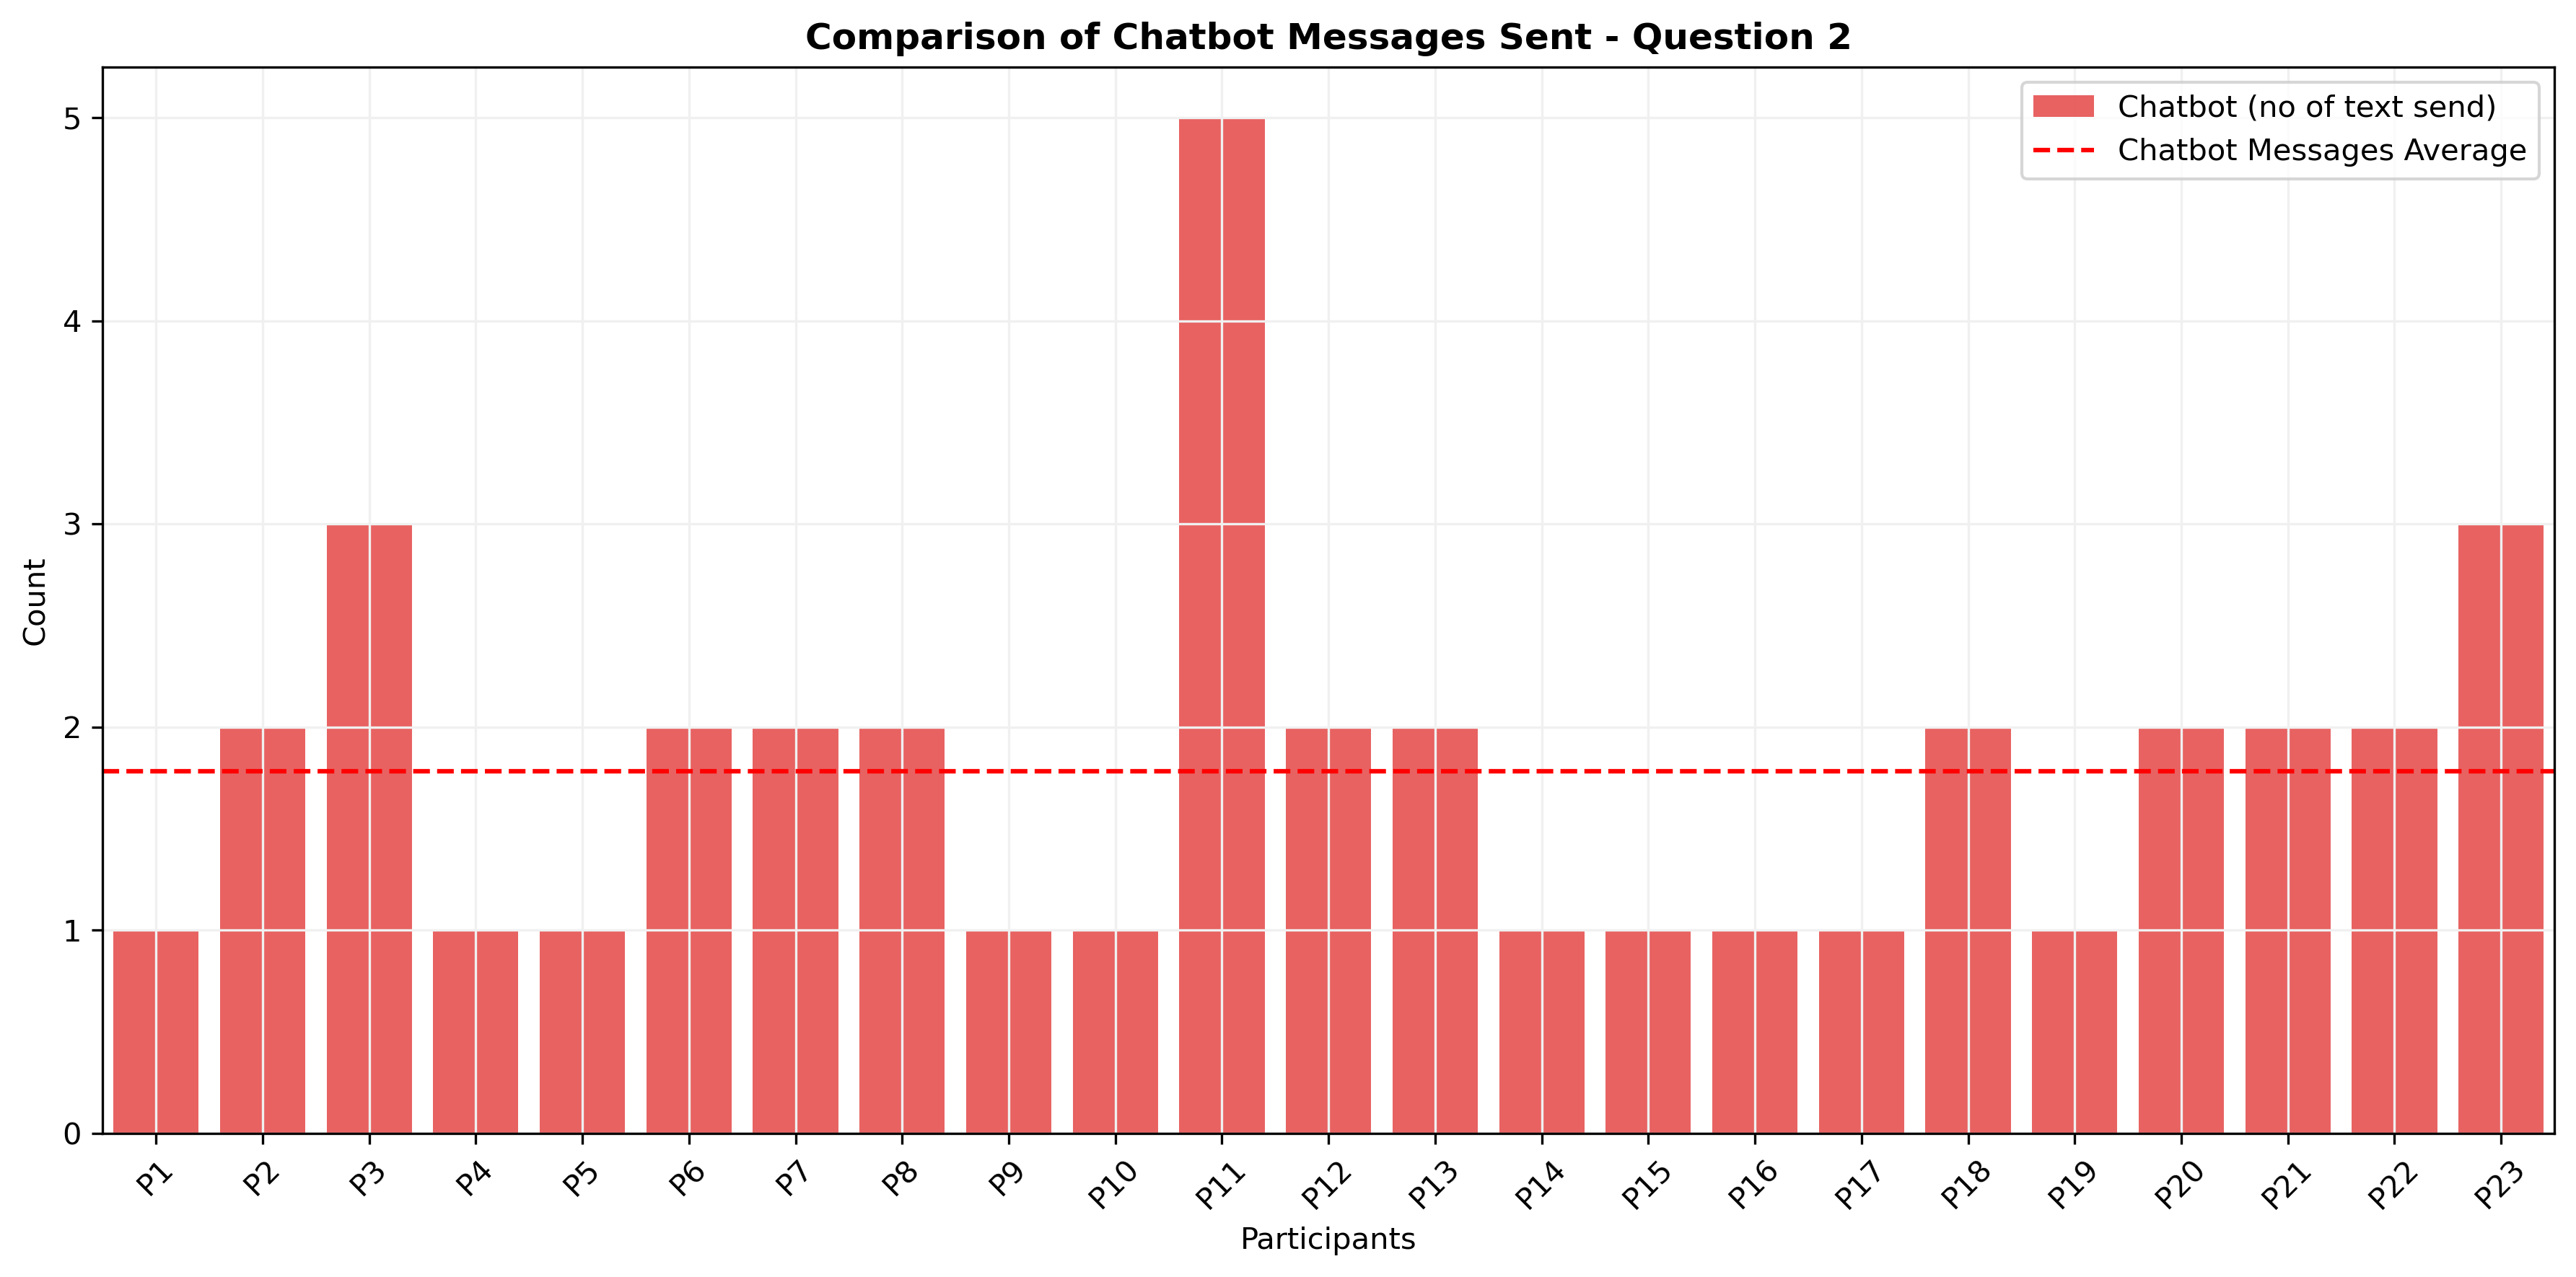 Comparison of Chatbot Messages Sent - Question 2
Chatbot (no of text send)
Chatbot Messages Average
5
4
3
2
1
0
Count
P1 P2 P3 P4 P5 P6 P7 P8 P9 P10 P11 P12 P13 P14 P15 P16 P17 P18 P19 P20 P21 P22 P23
Participants